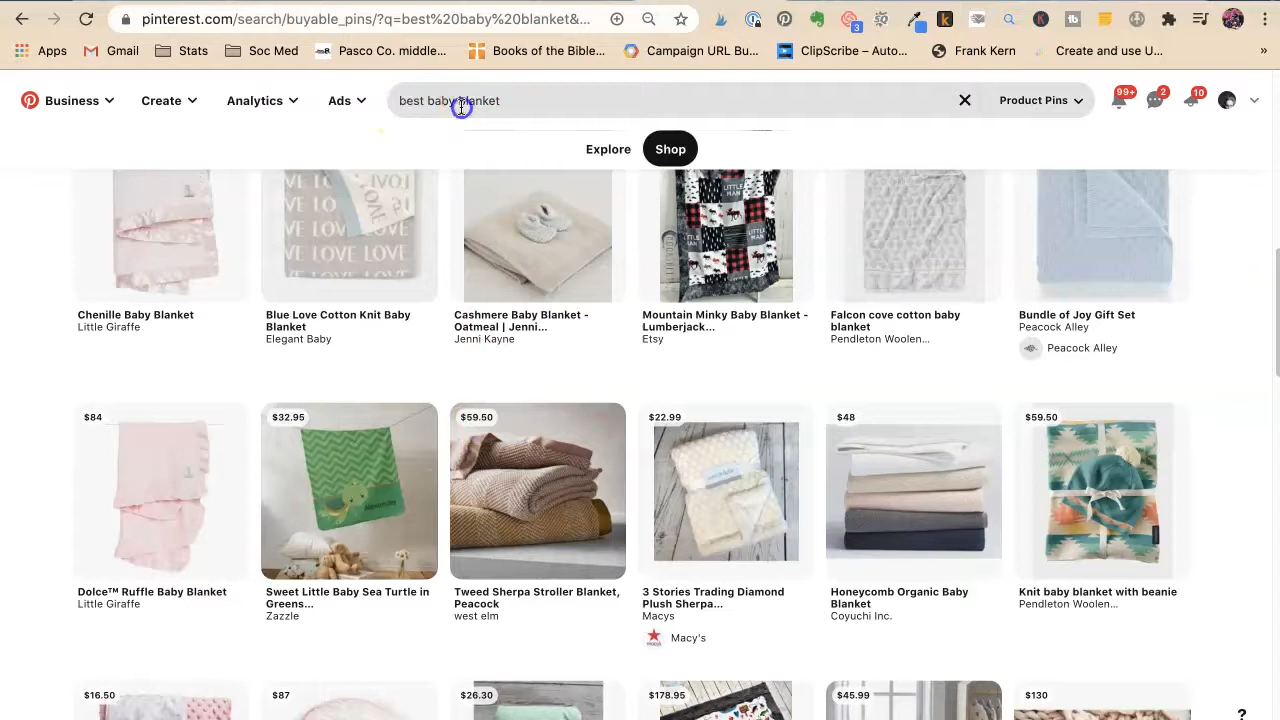 pinterest.com/search/buyable_pins/?q=best%20baby%20blanket&...
3
Apps Gmail Stats Soc Med Pasco Co. middle... Books of the Bible... Campaign URL Bu... ClipScribe – Auto... Frank Kern Create and use U... »
Business Create Analytics Ads best baby blanket Product Pins 99+ 2 10
Explore Shop
Chenille Baby Blanket
Little Giraffe
Blue Love Cotton Knit Baby
Blanket
Elegant Baby
Cashmere Baby Blanket -
Oatmeal | Jenni...
Jenni Kayne
Mountain Minky Baby Blanket -
Lumberjack...
Etsy
Falcon cove cotton baby
blanket
Pendleton Woolen...
Bundle of Joy Gift Set
Peacock Alley
Peacock Alley
LOVE LOVE
LITTLE
MAN
$84
Dolce™ Ruffle Baby Blanket
Little Giraffe
$32.95
Sweet Little Baby Sea Turtle in
Greens...
Zazzle
$59.50
Tweed Sherpa Stroller Blanket,
Peacock
west elm
$22.99
3 Stories Trading Diamond
Plush Sherpa...
Macys
Macy's
$48
Honeycomb Organic Baby
Blanket
Coyuchi Inc.
$59.50
Knit baby blanket with beanie
Pendleton Woolen...
$16.50
$87
$26.30
$178.95
$45.99
$130
?